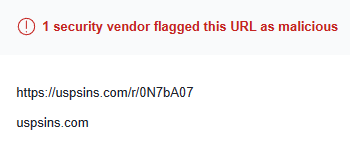 1 security vendor flagged this URL as malicious
https://uspsins.com/r/0N7bA07
uspsins.com